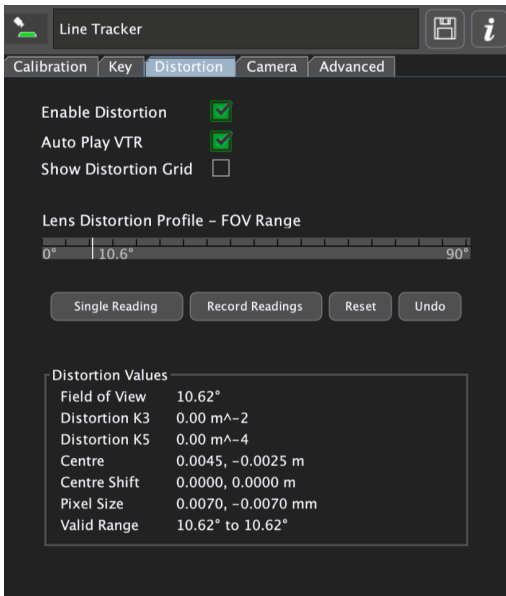 Line Tracker
i
Calibration Key Distortion Camera Advanced
Enable Distortion
Auto Play VTR
Show Distortion Grid
Lens Distortion Profile – FOV Range
0° 10.6° 90°
Single Reading Record Readings Reset Undo
Distortion Values
Field of View 10.62°
Distortion K3 0.00 m^-2
Distortion K5 0.00 m^-4
Centre 0.0045, -0.0025 m
Centre Shift 0.0000, 0.0000 m
Pixel Size 0.0070, -0.0070 mm
Valid Range 10.62° to 10.62°